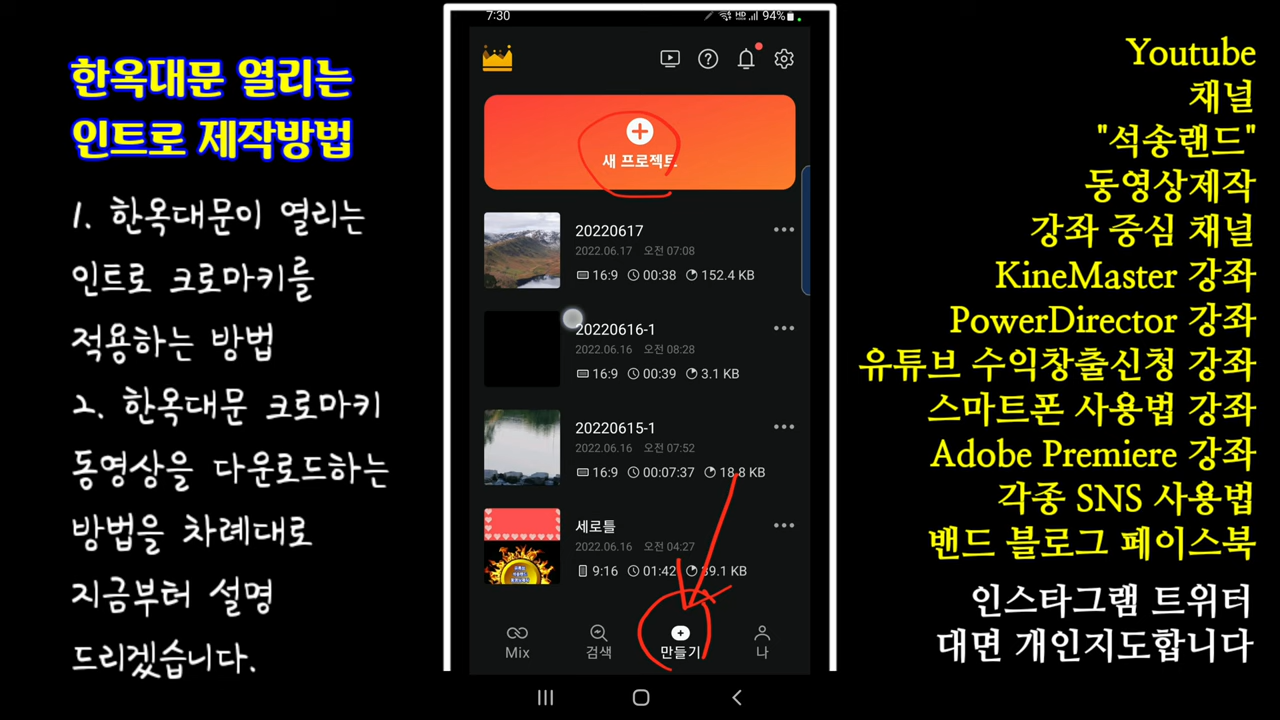 한옥대문 열리는
인트로 제작방법
1. 한옥대문이 열리는
인트로 크로마키를
적용하는 방법
2. 한옥대문 크로마키
동영상을 다운로드하는
방법을 차례대로
지금부터 설명
드리겠습니다.
7:30
94%
새 프로젝트
20220617
2022.06.17 오전 07:08
16:9 00:38 152.4 KB
20220616-1
2022.06.16 오전 08:28
16:9 00:39 3.1 KB
20220615-1
2022.06.16 오전 07:52
16:9 00:07:37 18.8 KB
세로틀
2022.06.16 오전 04:27
9:16 01:42 39.1 KB
Mix
검색
만들기
나
Youtube
채널
"석송랜드"
동영상제작
강좌 중심 채널
KineMaster 강좌
PowerDirector 강좌
유튜브 수익창출신청 강좌
스마트폰 사용법 강좌
Adobe Premiere 강좌
각종 SNS 사용법
밴드 블로그 페이스북
인스타그램 트위터
대면 개인지도합니다